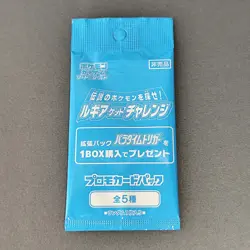 非売品
伝説のポケモンを探せ!
ルギアゲットチャレンジ
拡張パック パラダイムトリガー を
1BOX購入でプレゼント
プロモカードパック
全5種